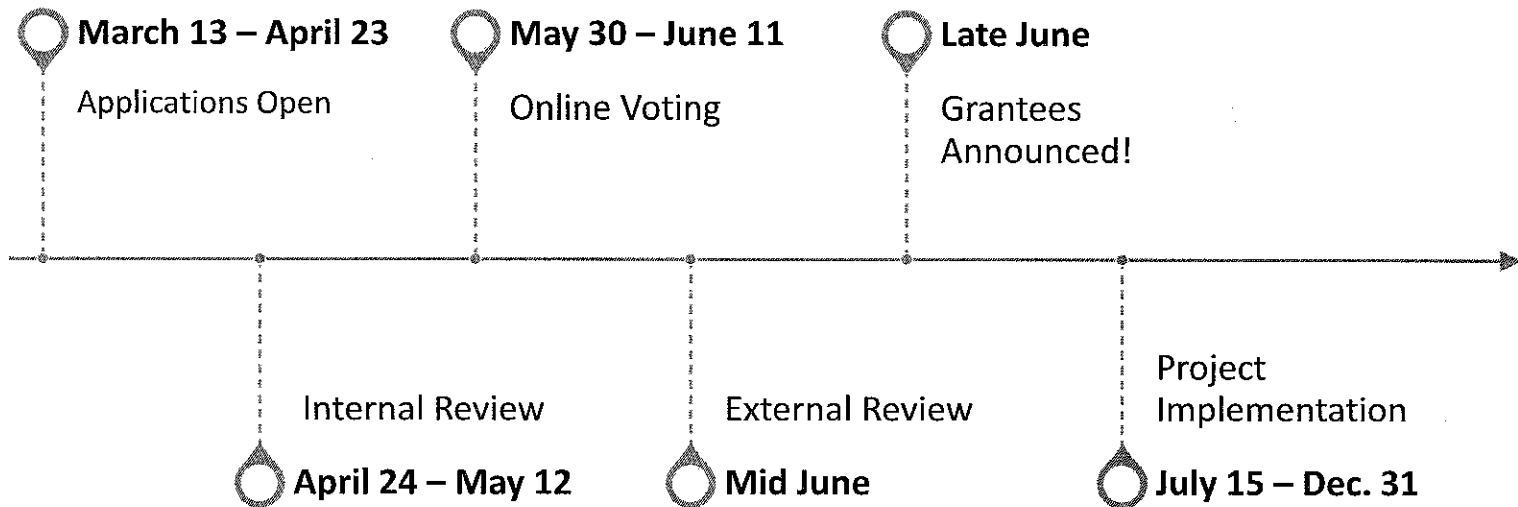 March 13 – April 23
Applications Open
May 30 – June 11
Online Voting
Late June
Grantees
Announced!
Internal Review
April 24 – May 12
External Review
Mid June
Project
Implementation
July 15 – Dec. 31